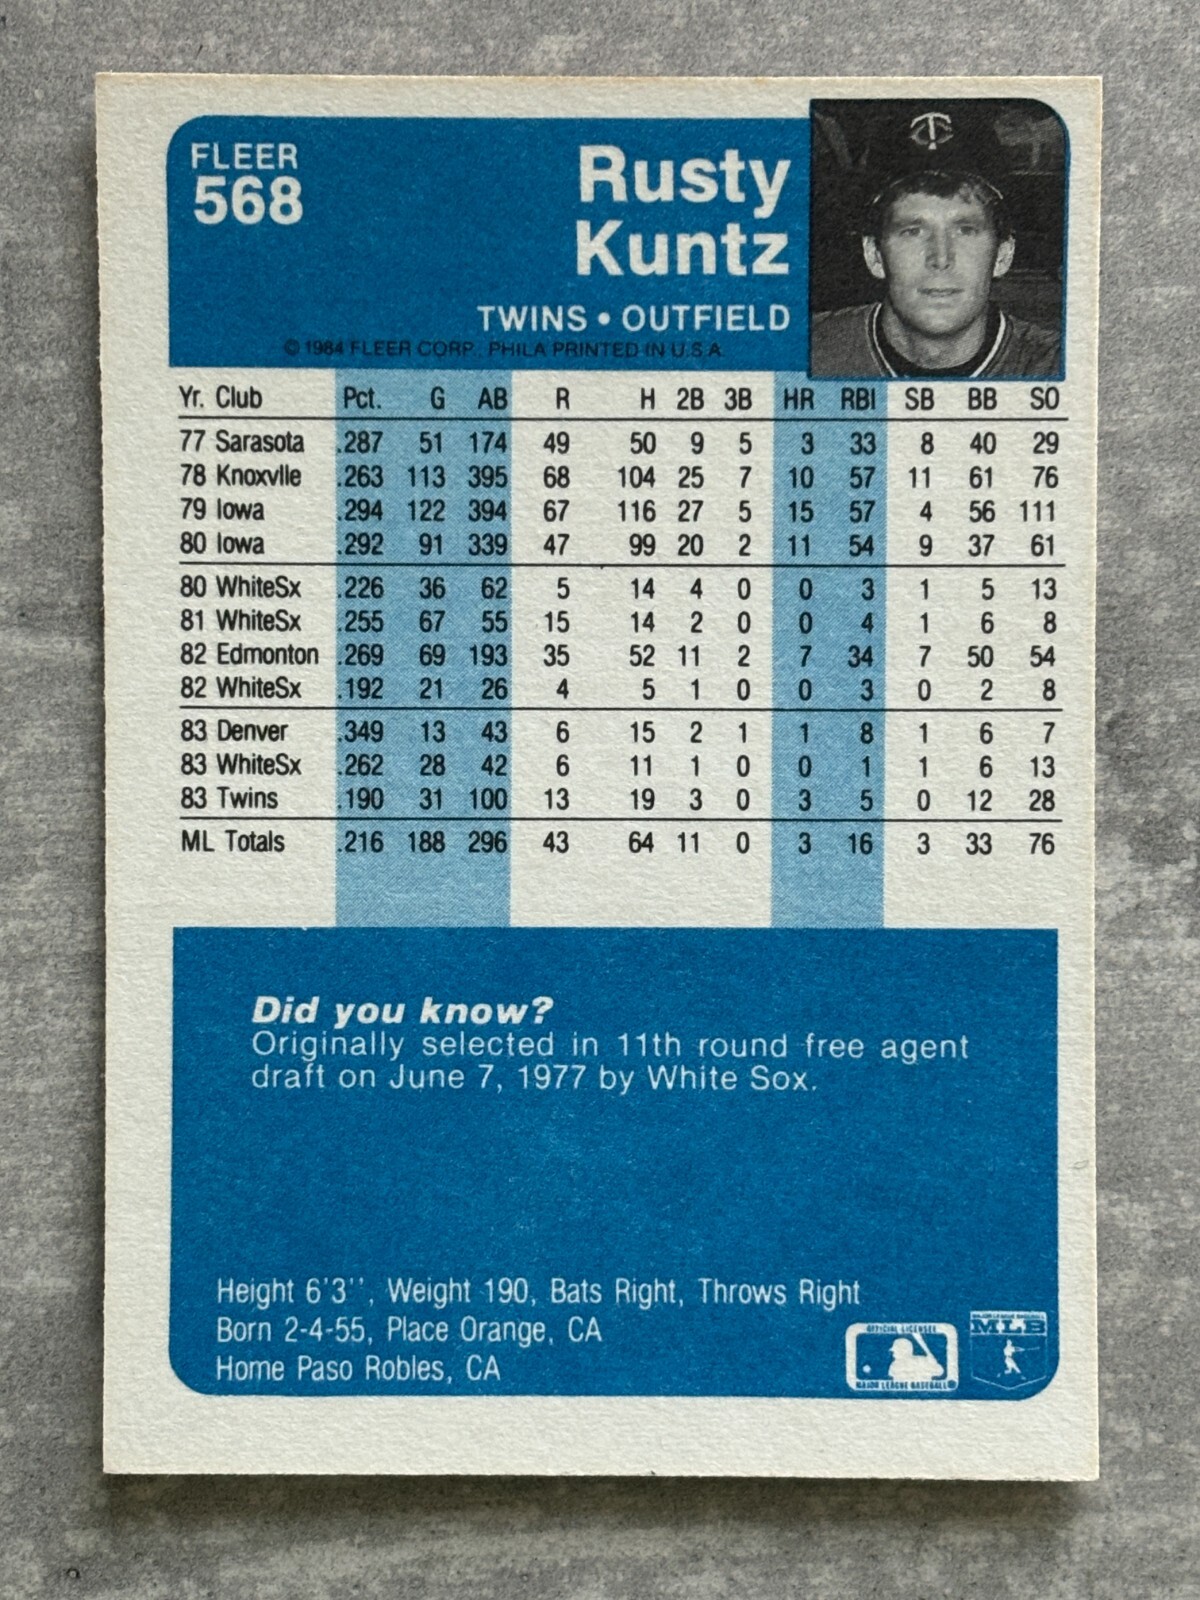 FLEER
568
Rusty
Kuntz
TWINS • OUTFIELD
© 1984 FLEER CORP., PHILA PRINTED IN U.S.A.
Yr. Club Pct. G AB R H 2B 3B HR RBI SB BB SO
77 Sarasota .287 51 174 49 50 9 5 3 33 8 40 29
78 Knoxvlle .263 113 395 68 104 25 7 10 57 11 61 76
79 Iowa .294 122 394 67 116 27 5 15 57 4 56 111
80 Iowa .292 91 339 47 99 20 2 11 54 9 37 61
80 WhiteSx .226 36 62 5 14 4 0 0 3 1 5 13
81 WhiteSx .255 67 55 15 14 2 0 0 4 1 6 8
82 Edmonton .269 69 193 35 52 11 2 7 34 7 50 54
82 WhiteSx .192 21 26 4 5 1 0 0 3 0 2 8
83 Denver .349 13 43 6 15 2 1 1 8 1 6 7
83 WhiteSx .262 28 42 6 11 1 0 0 1 1 6 13
83 Twins .190 31 100 13 19 3 0 3 5 0 12 28
ML Totals .216 188 296 43 64 11 0 3 16 3 33 76
Did you know?
Originally selected in 11th round free agent
draft on June 7, 1977 by White Sox.
Height 6'3'', Weight 190, Bats Right, Throws Right
Born 2-4-55, Place Orange, CA
Home Paso Robles, CA
OFFICIAL LICENSEE
MAJOR LEAGUE BASEBALL
MAJOR LEAGUE BASEBALL
MLB